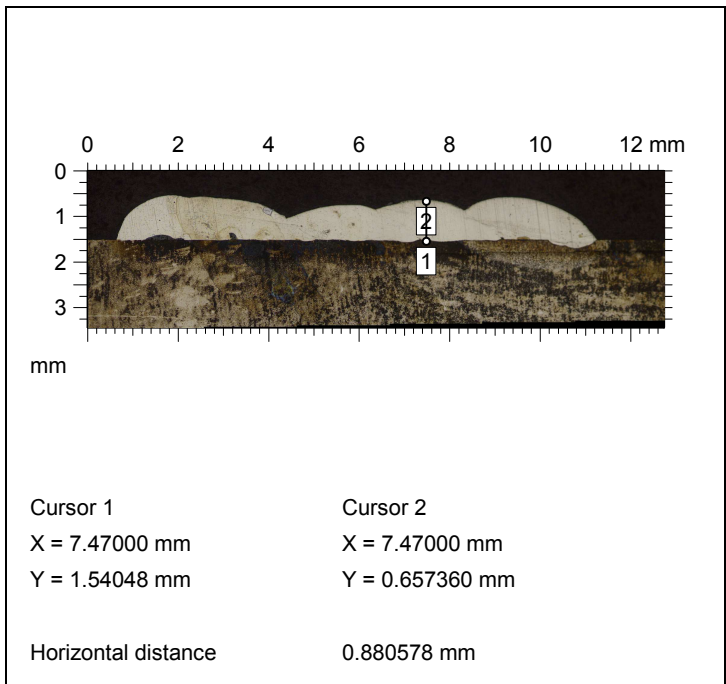 0 2 4 6 8 10 12 mm
0
1
2
3
2
1
mm
Cursor 1 Cursor 2
X = 7.47000 mm X = 7.47000 mm
Y = 1.54048 mm Y = 0.657360 mm
Horizontal distance 0.880578 mm